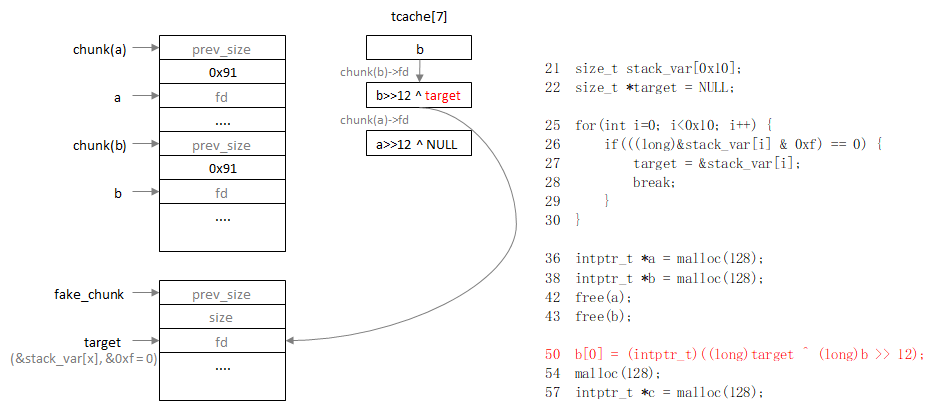 tcache[7]
chunk(a)
prev_size
0x91
a
fd
....
chunk(b)
prev_size
0x91
b
fd
....
b
chunk(b)->fd
b>>12 ^ target
chunk(a)->fd
a>>12 ^ NULL
fake_chunk
prev_size
size
target
fd
(&stack_var[x], &0xf = 0)
....
21 size_t stack_var[0x10];
22 size_t *target = NULL;
25 for(int i=0; i<0x10; i++) {
26 if(((long)&stack_var[i] & 0xf) == 0) {
27 target = &stack_var[i];
28 break;
29 }
30 }
36 intptr_t *a = malloc(128);
38 intptr_t *b = malloc(128);
42 free(a);
43 free(b);
50 b[0] = (intptr_t)((long)target ^ (long)b >> 12);
54 malloc(128);
57 intptr_t *c = malloc(128);